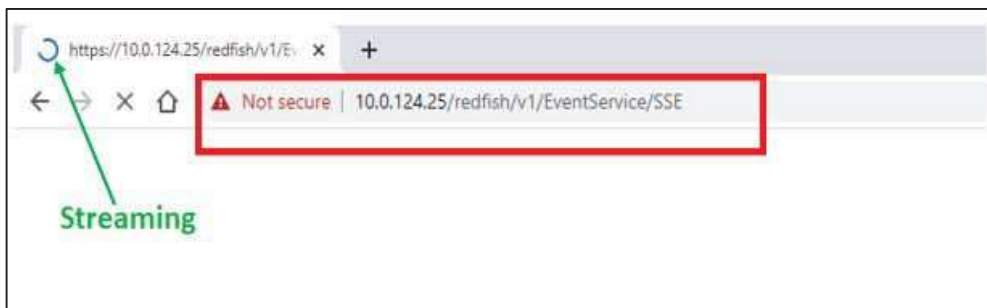 https://10.0.124.25/redfish/v1/E
Not secure | 10.0.124.25/redfish/v1/EventService/SSE
Streaming